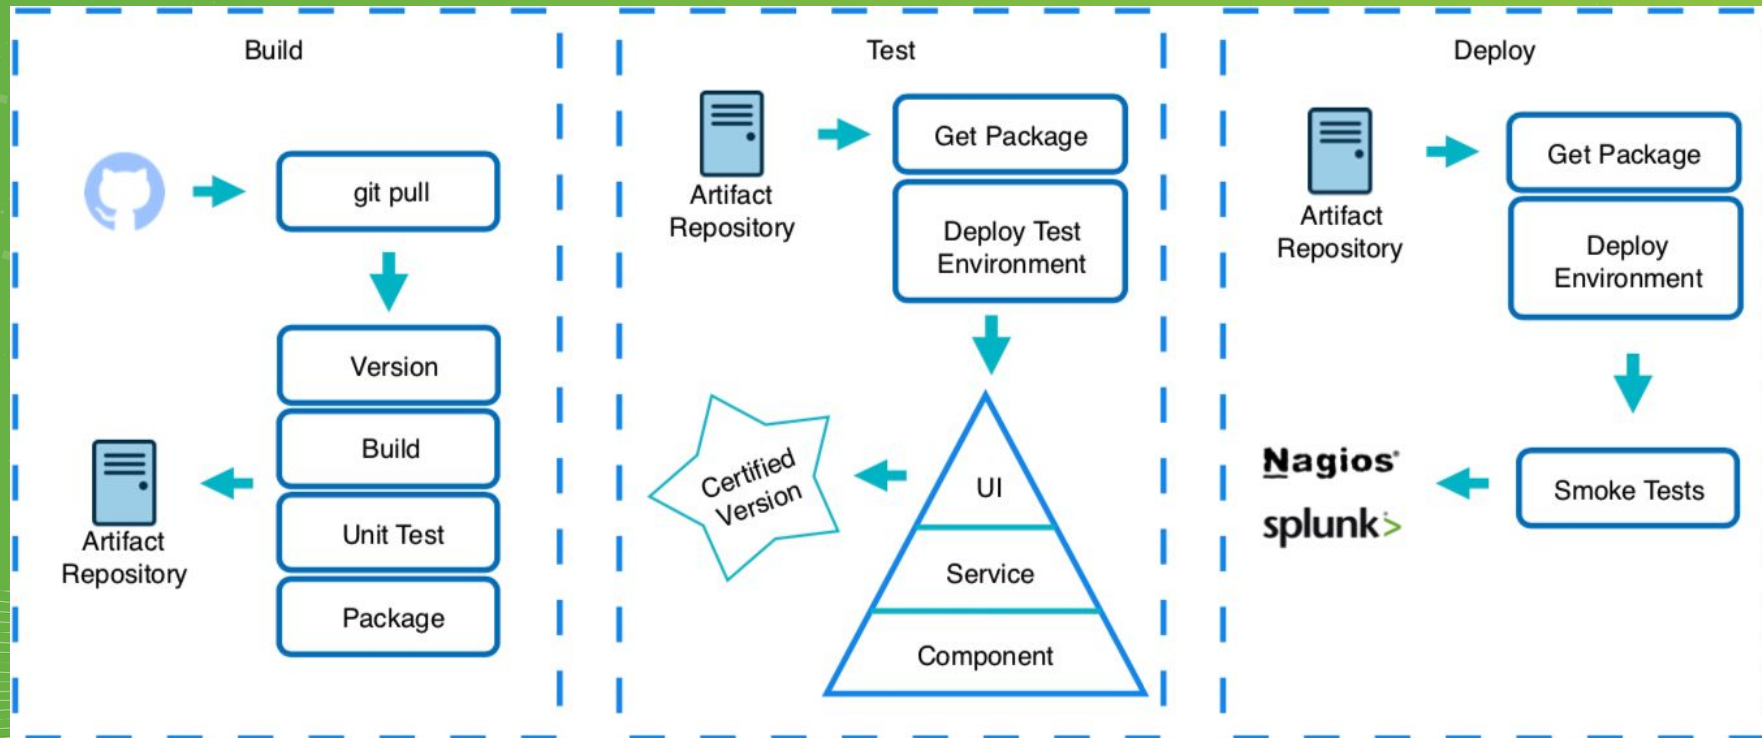 Build
git pull
Version
Build
Unit Test
Package
Artifact
Repository
Test
Artifact
Repository
Get Package
Deploy Test
Environment
UI
Service
Component
Certified
Version
Deploy
Artifact
Repository
Get Package
Deploy
Environment
Smoke Tests
Nagios®
splunk>